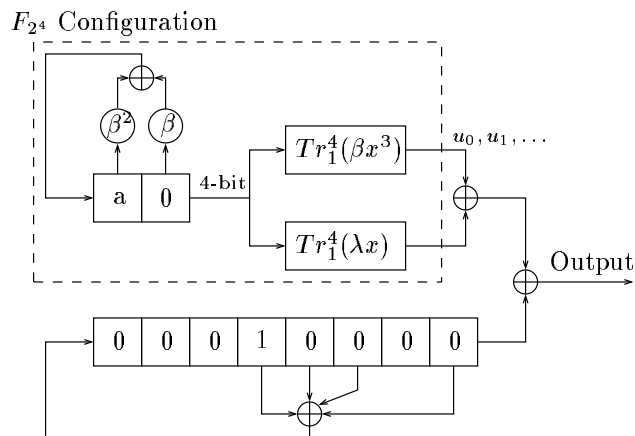 F_{2^4} Configuration
β^2 β
a 0
4-bit
Tr_1^4(βx^3)
u_0, u_1, ...
Tr_1^4(λx)
Output
0 0 0 1 0 0 0 0